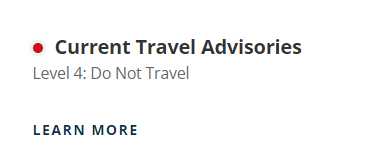 Current Travel Advisories
Level 4: Do Not Travel
LEARN MORE